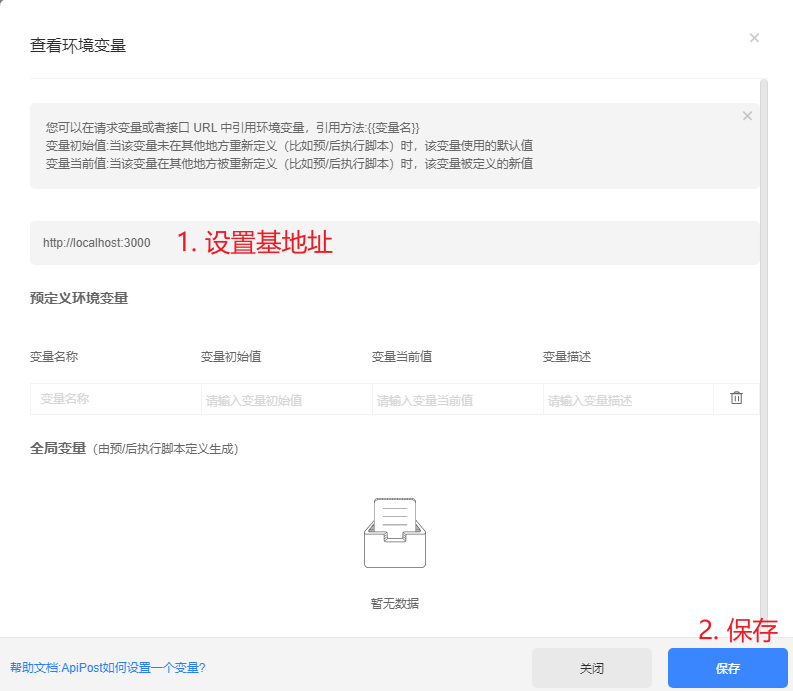 查看环境变量
您可以在请求变量或者接口 URL 中引用环境变量，引用方法:{{变量名}}
变量初始值:当该变量未在其他地方重新定义（比如预/后执行脚本）时，该变量使用的默认值
变量当前值:当该变量在其他地方被重新定义（比如预/后执行脚本）时，该变量被定义的新值
http://localhost:3000 1. 设置基地址
预定义环境变量
变量名称 变量初始值 变量当前值 变量描述
变量名称 请输入变量初始值 请输入变量当前值 请输入变量描述
全局变量（由预/后执行脚本定义生成）
暂无数据
2. 保存
帮助文档:ApiPost如何设置一个变量? 关闭 保存